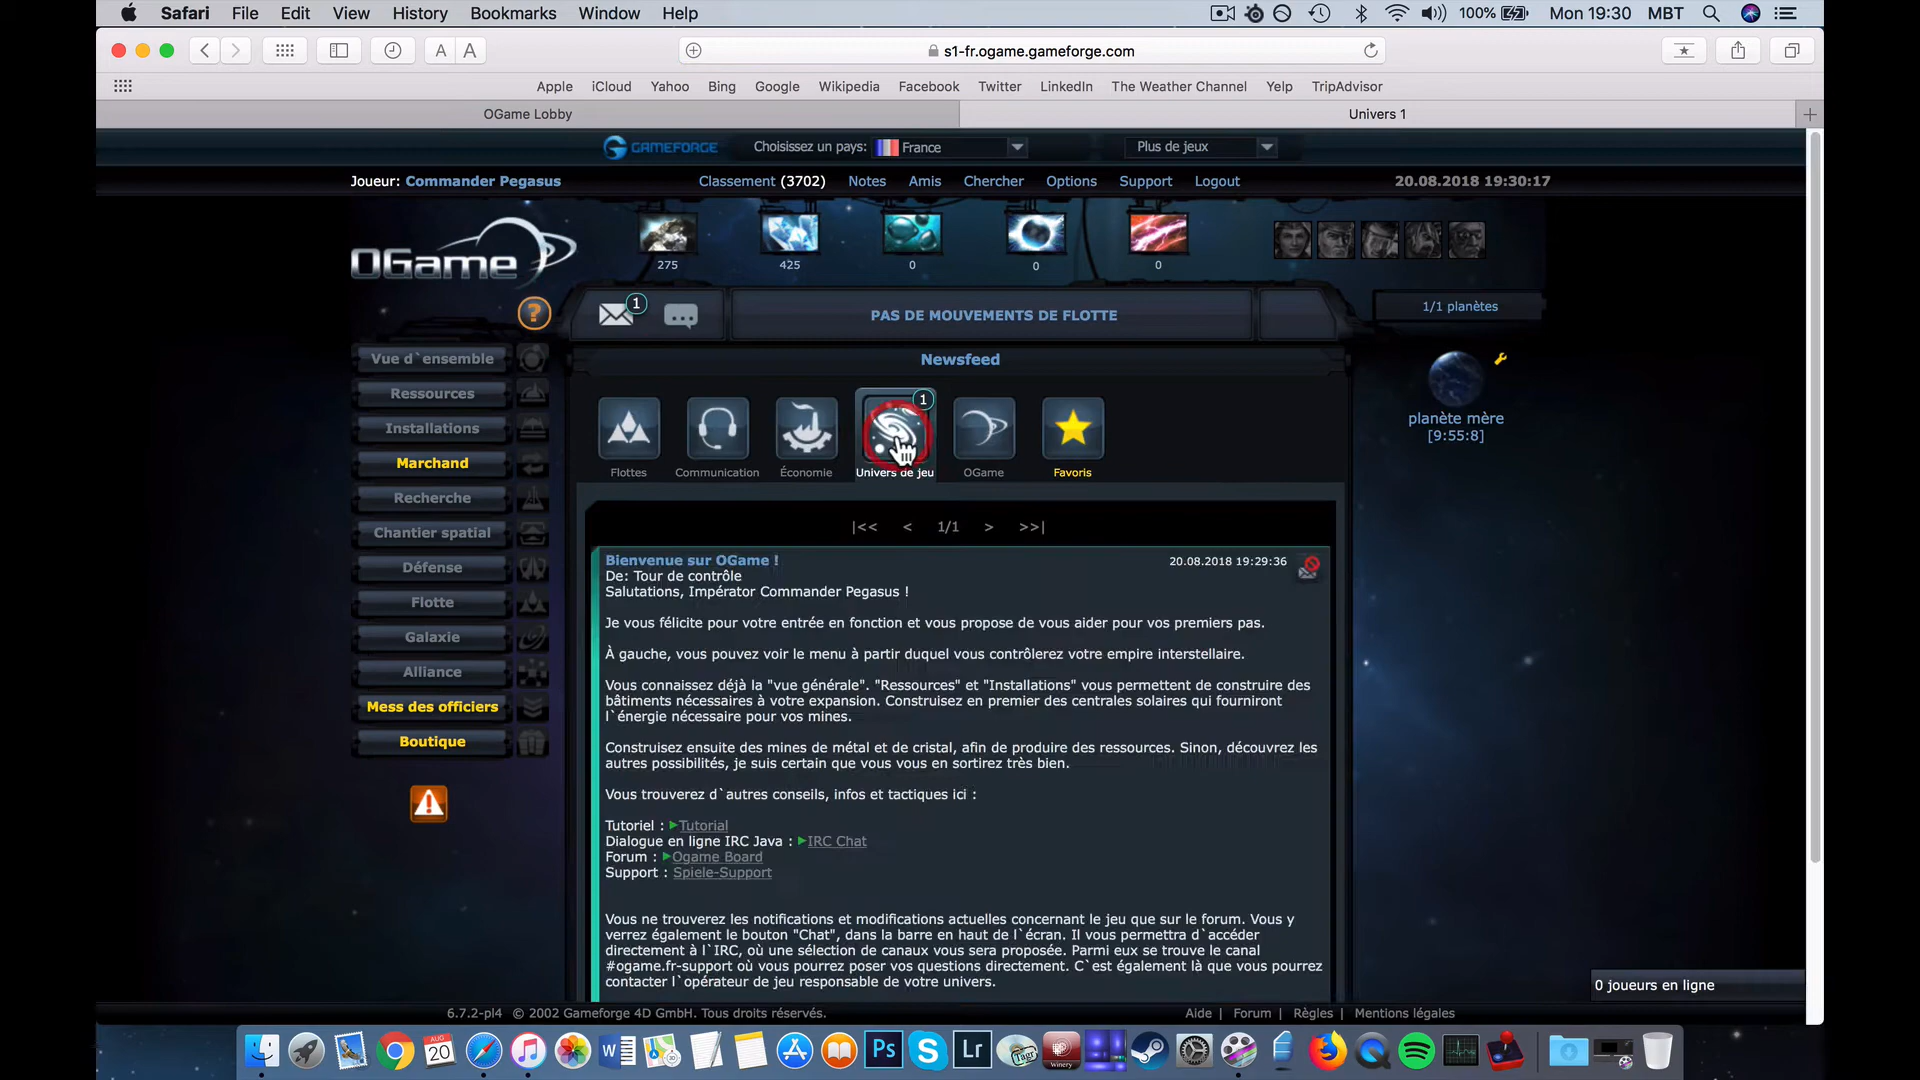 Safari File Edit View History Bookmarks Window Help 100% Mon 19:30 MBT
A A s1-fr.ogame.gameforge.com
Apple iCloud Yahoo Bing Google Wikipedia Facebook Twitter LinkedIn The Weather Channel Yelp TripAdvisor
OGame Lobby Univers 1
GAMEFORGE Choisissez un pays: France Plus de jeux
Joueur: Commander Pegasus Classement (3702) Notes Amis Chercher Options Support Logout 20.08.2018 19:30:17
OGame
275 425 0 0 0
? 1 PAS DE MOUVEMENTS DE FLOTTE 1/1 planètes
Newsfeed
Vue d`ensemble
Ressources
Installations
Marchand
Recherche
Chantier spatial
Défense
Flotte
Galaxie
Alliance
Mess des officiers
Boutique
1
Flottes Communication Économie Univers de jeu OGame Favoris
planète mère
[9:55:8]
|<< < 1/1 > >>|
Bienvenue sur OGame ! 20.08.2018 19:29:36
De: Tour de contrôle
Salutations, Impérator Commander Pegasus !
Je vous félicite pour votre entrée en fonction et vous propose de vous aider pour vos premiers pas.
À gauche, vous pouvez voir le menu à partir duquel vous contrôlerez votre empire interstellaire.
Vous connaissez déjà la "vue générale". "Ressources" et "Installations" vous permettent de construire des
bâtiments nécessaires à votre expansion. Construisez en premier des centrales solaires qui fourniront
l`énergie nécessaire pour vos mines.
Construisez ensuite des mines de métal et de cristal, afin de produire des ressources. Sinon, découvrez les
autres possibilités, je suis certain que vous vous en sortirez très bien.
Vous trouverez d`autres conseils, infos et tactiques ici :
Tutoriel : Tutorial
Dialogue en ligne IRC Java : IRC Chat
Forum : Ogame Board
Support : Spiele-Support
Vous ne trouverez les notifications et modifications actuelles concernant le jeu que sur le forum. Vous y
verrez également le bouton "Chat", dans la barre en haut de l`écran. Il vous permettra d`accéder
directement à l`IRC, où une sélection de canaux vous sera proposée. Parmi eux se trouve le canal
#ogame.fr-support où vous pourrez poser vos questions directement. C`est également là que vous pourrez
contacter l`opérateur de jeu responsable de votre univers.
0 joueurs en ligne
6.7.2-pl4 © 2002 Gameforge 4D GmbH. Tous droits réservés. Aide Forum Règles Mentions légales
AUG 20 W Ps Lr Tagr Winery